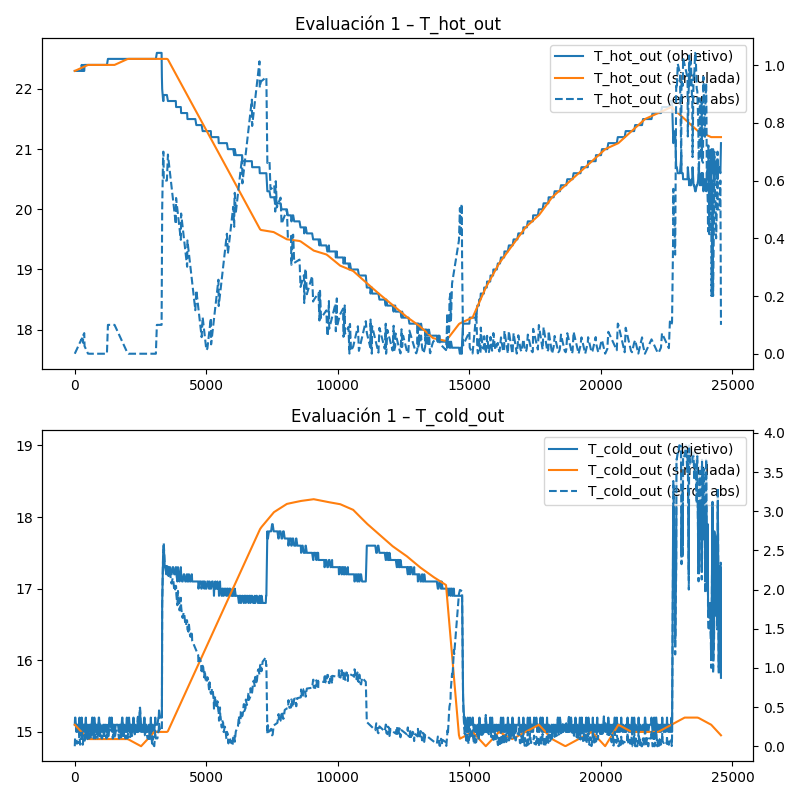 Evaluación 1 – T_hot_out
T_hot_out (objetivo)
T_hot_out (simulada)
T_hot_out (error abs)
22
21
20
19
18
1.0
0.8
0.6
0.4
0.2
0.0
0 5000 10000 15000 20000 25000
Evaluación 1 – T_cold_out
T_cold_out (objetivo)
T_cold_out (simulada)
T_cold_out (error abs)
19
18
17
16
15
4.0
3.5
3.0
2.5
2.0
1.5
1.0
0.5
0.0
0 5000 10000 15000 20000 25000